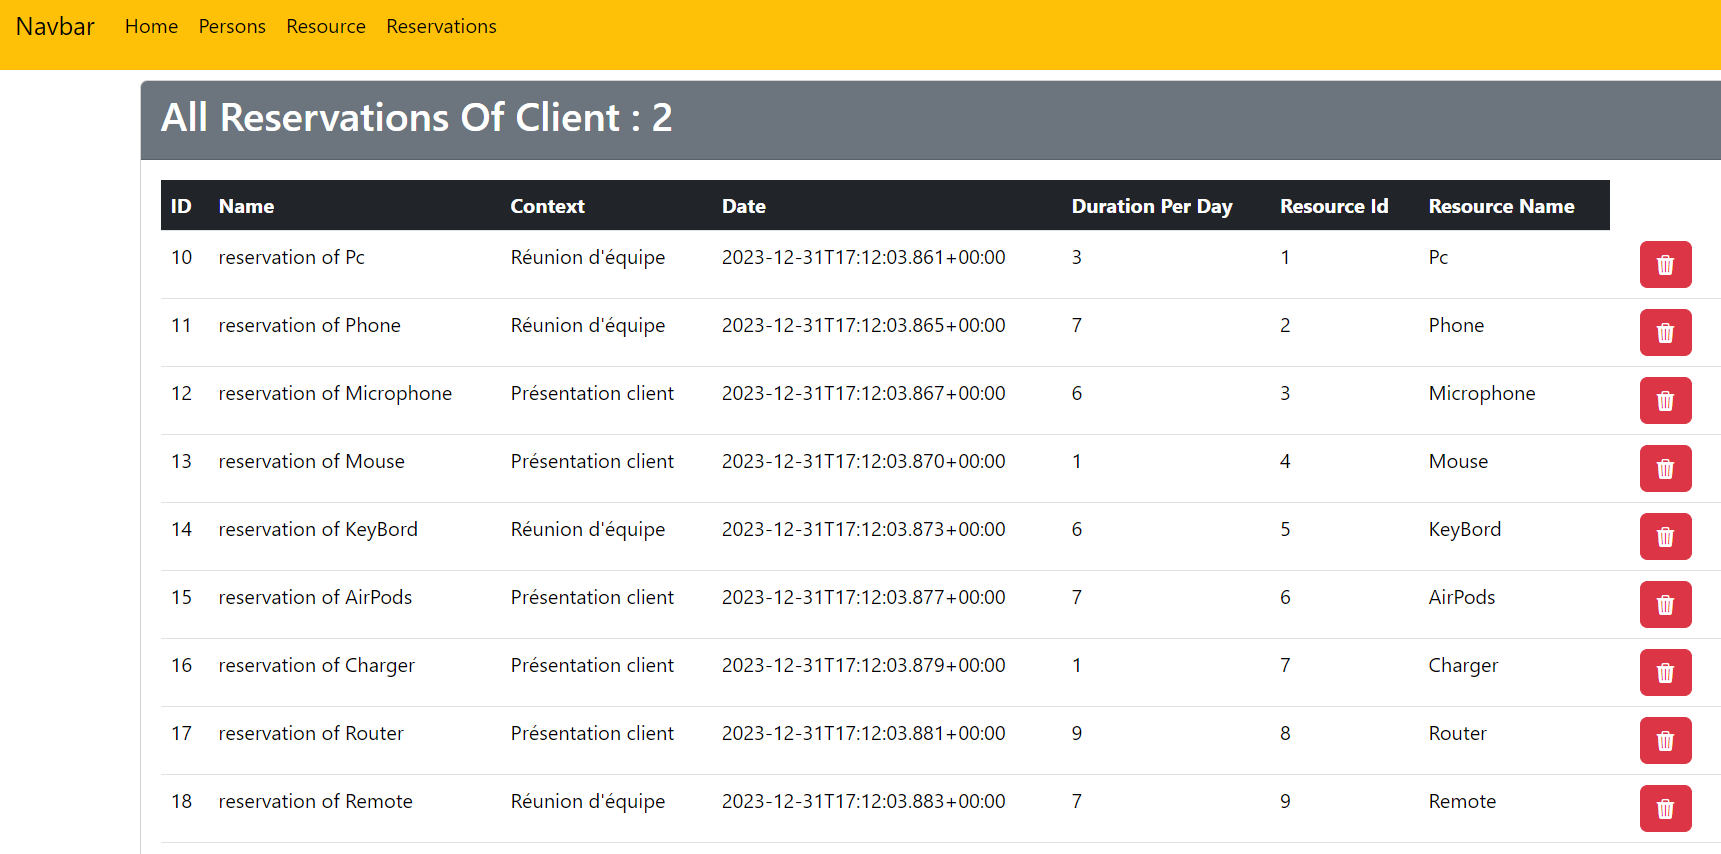 Navbar Home Persons Resource Reservations
All Reservations Of Client : 2
ID Name Context Date Duration Per Day Resource Id Resource Name
10 reservation of Pc Réunion d'équipe 2023-12-31T17:12:03.861+00:00 3 1 Pc
11 reservation of Phone Réunion d'équipe 2023-12-31T17:12:03.865+00:00 7 2 Phone
12 reservation of Microphone Présentation client 2023-12-31T17:12:03.867+00:00 6 3 Microphone
13 reservation of Mouse Présentation client 2023-12-31T17:12:03.870+00:00 1 4 Mouse
14 reservation of KeyBord Réunion d'équipe 2023-12-31T17:12:03.873+00:00 6 5 KeyBord
15 reservation of AirPods Présentation client 2023-12-31T17:12:03.877+00:00 7 6 AirPods
16 reservation of Charger Présentation client 2023-12-31T17:12:03.879+00:00 1 7 Charger
17 reservation of Router Présentation client 2023-12-31T17:12:03.881+00:00 9 8 Router
18 reservation of Remote Réunion d'équipe 2023-12-31T17:12:03.883+00:00 7 9 Remote